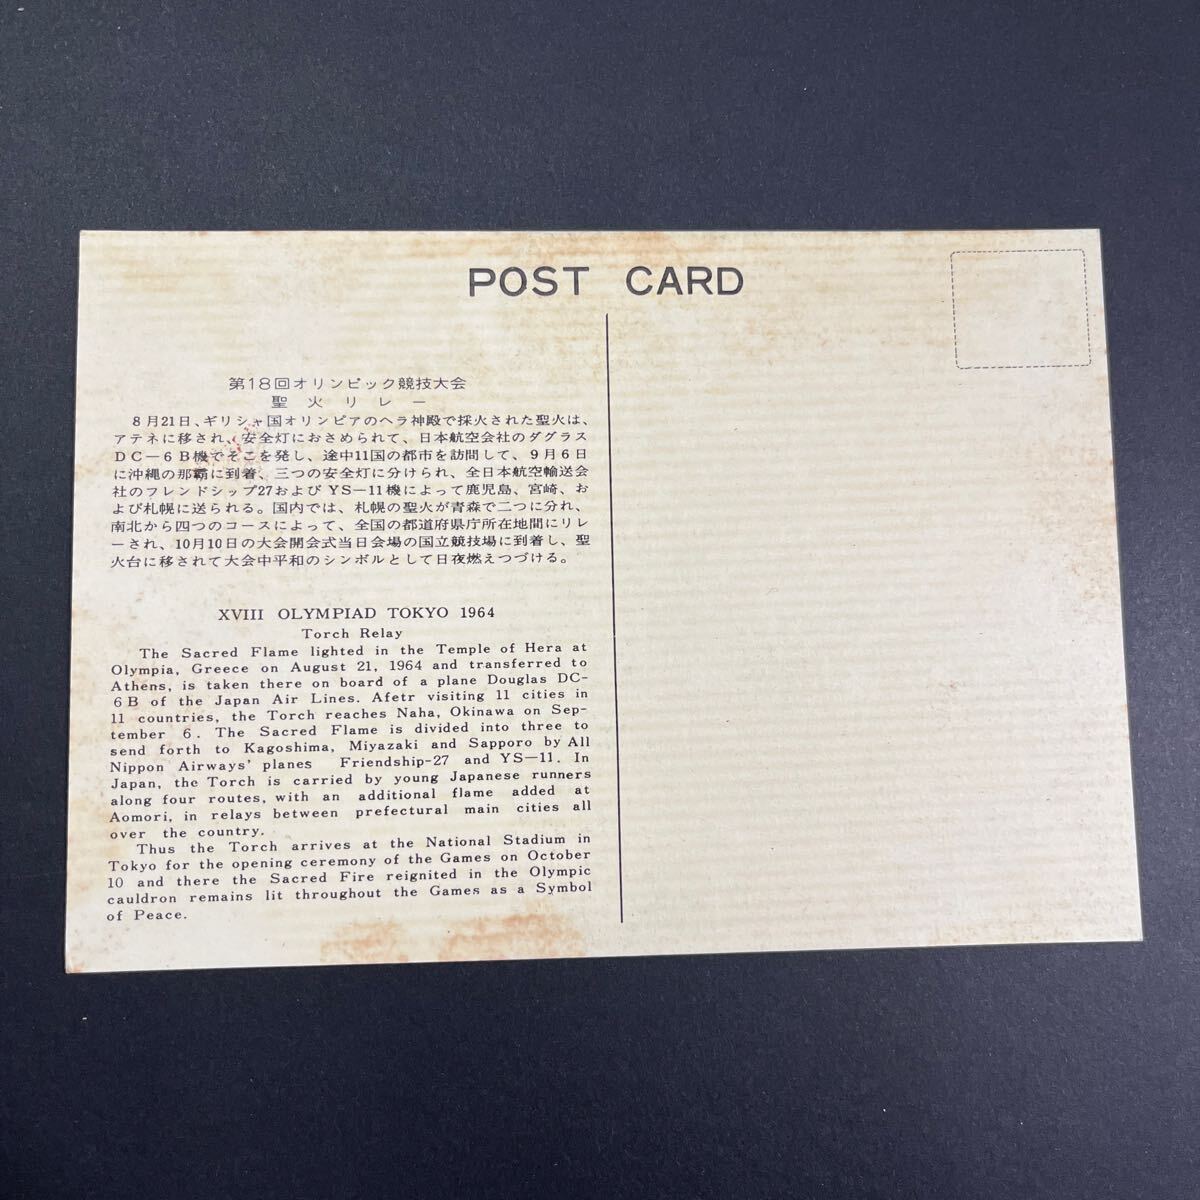 POST CARD
第18回オリンピック競技大会
聖火リレー
8月21日、ギリシャ国オリンピアのヘラ神殿で採火された聖火は、
アテネに移され、安全灯におさめられて、日本航空会社のダグラス
DC－6B機でそこを発し、途中11国の都市を訪問して、9月6日
に沖縄の那覇に到着、三つの安全灯に分けられ、全日本航空輸送会
社のフレンドシップ27および YS－11機によって鹿児島、宮崎、お
よび札幌に送られる。国内では、札幌の聖火が青森で二つに分れ、
南北から四つのコースによって、全国の都道府県庁所在地間にリレ
ーされ、10月10日の大会開会式当日会場の国立競技場に到着し、聖
火台に移されて大会中平和のシンボルとして日夜燃えつづける。
XVIII OLYMPIAD TOKYO 1964
Torch Relay
The Sacred Flame lighted in the Temple of Hera at
Olympia, Greece on August 21, 1964 and transferred to
Athens, is taken there on board of a plane Douglas DC-
6B of the Japan Air Lines. Afetr visiting 11 cities in
11 countries, the Torch reaches Naha, Okinawa on Sep-
tember 6. The Sacred Flame is divided into three to
send forth to Kagoshima, Miyazaki and Sapporo by All
Nippon Airways' planes Friendship-27 and YS—11. In
Japan, the Torch is carried by young Japanese runners
along four routes, with an additional flame added at
Aomori, in relays between prefectural main cities all
over the country.
Thus the Torch arrives at the National Stadium in
Tokyo for the opening ceremony of the Games on October
10 and there the Sacred Fire reignited in the Olympic
cauldron remains lit throughout the Games as a Symbol
of Peace.